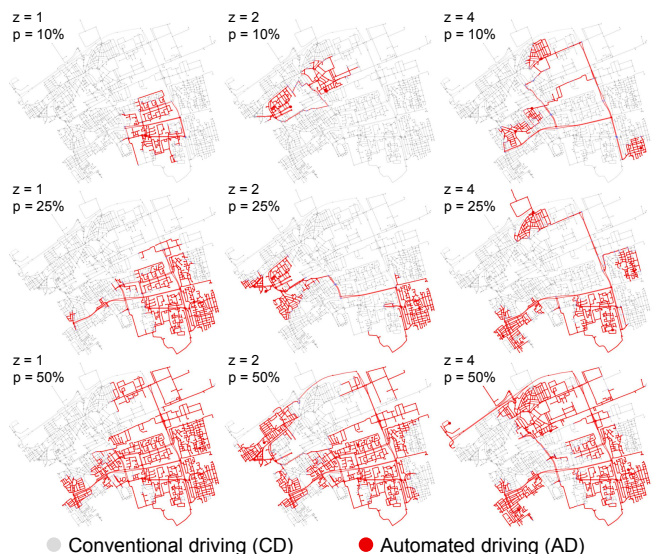 z = 1
p = 10%
z = 2
p = 10%
z = 4
p = 10%
z = 1
p = 25%
z = 2
p = 25%
z = 4
p = 25%
z = 1
p = 50%
z = 2
p = 50%
z = 4
p = 50%
Conventional driving (CD)
Automated driving (AD)